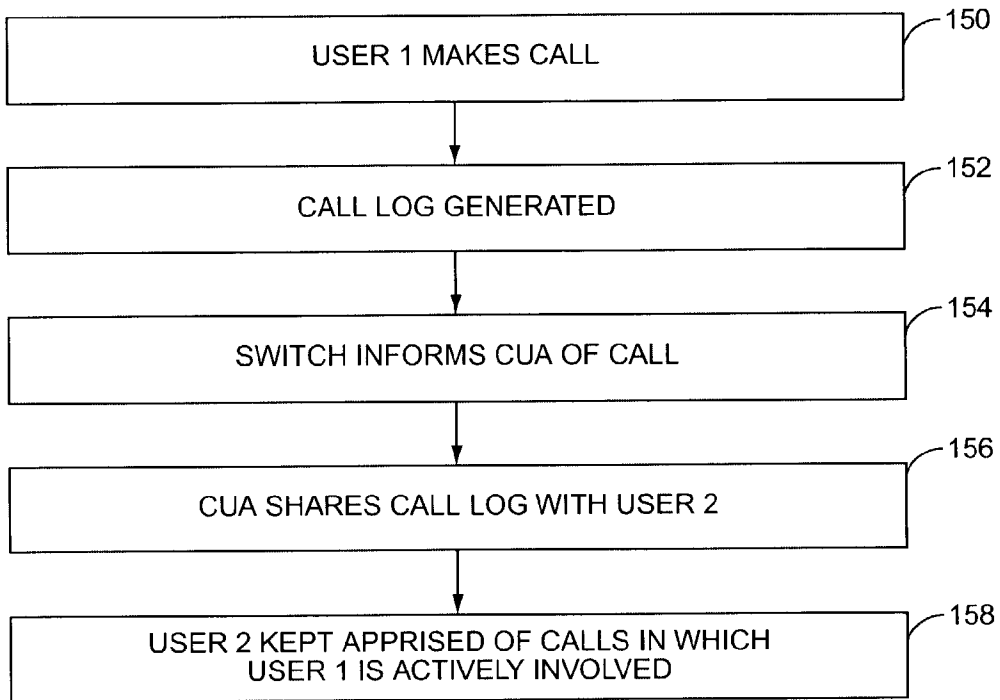 150
USER 1 MAKES CALL
152
CALL LOG GENERATED
154
SWITCH INFORMS CUA OF CALL
156
CUA SHARES CALL LOG WITH USER 2
158
USER 2 KEPT APPRISED OF CALLS IN WHICH
USER 1 IS ACTIVELY INVOLVED